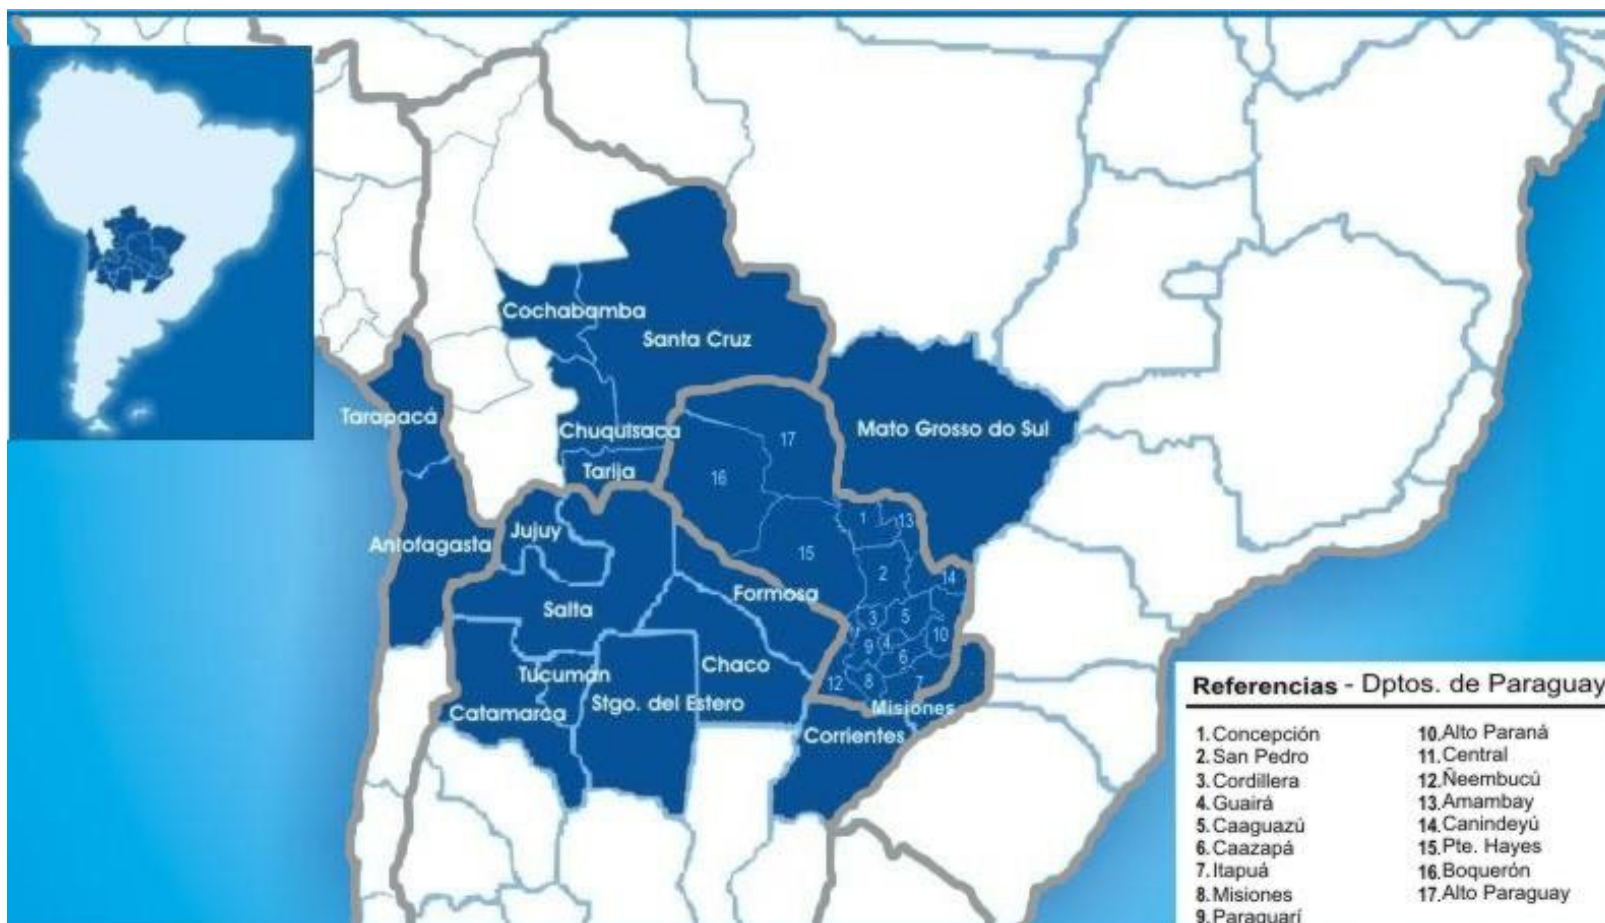 Cochabamba
Santa Cruz
Tarapacá
Chuquisaca
Mato Grosso do Sul
17
Tarija
16
1
13
Jujuy
Antofagasta
15
2
14
Formosa
Salta
3
5
10
9
4
6
Chaco
Tucumán
12
8
7
Stgo. del Estero
Misiones
Catamarca
Corrientes
Referencias - Dptos. de Paraguay
1. Concepción
2. San Pedro
3. Cordillera
4. Guairá
5. Caaguazú
6. Caazapá
7. Itapuá
8. Misiones
9. Paraguarí
10. Alto Paraná
11. Central
12. Ñeembucú
13. Amambay
14. Canindeyú
15. Pte. Hayes
16. Boquerón
17. Alto Paraguay